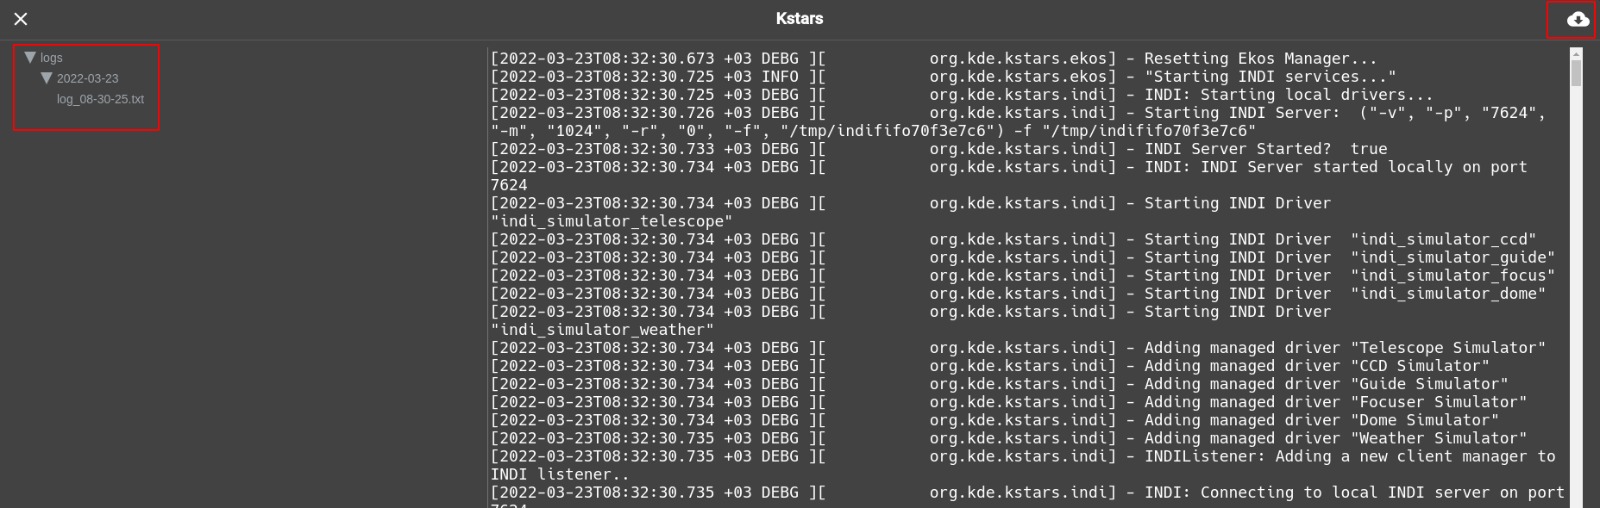 Kstars
logs
2022-03-23
log_08-30-25.txt
[2022-03-23T08:32:30.673 +03 DEBG ][           org.kde.kstars.ekos] - Resetting Ekos Manager...
[2022-03-23T08:32:30.725 +03 INFO ][           org.kde.kstars.ekos] - "Starting INDI services..."
[2022-03-23T08:32:30.725 +03 DEBG ][           org.kde.kstars.indi] - INDI: Starting local drivers...
[2022-03-23T08:32:30.726 +03 DEBG ][           org.kde.kstars.indi] - Starting INDI Server:  ("-v", "-p", "7624",
"-m", "1024", "-r", "0", "-f", "/tmp/indififo70f3e7c6") -f "/tmp/indififo70f3e7c6"
[2022-03-23T08:32:30.733 +03 DEBG ][           org.kde.kstars.indi] - INDI Server Started?  true
[2022-03-23T08:32:30.734 +03 DEBG ][           org.kde.kstars.indi] - INDI: INDI Server started locally on port
7624
[2022-03-23T08:32:30.734 +03 DEBG ][           org.kde.kstars.indi] - Starting INDI Driver
"indi_simulator_telescope"
[2022-03-23T08:32:30.734 +03 DEBG ][           org.kde.kstars.indi] - Starting INDI Driver  "indi_simulator_ccd"
[2022-03-23T08:32:30.734 +03 DEBG ][           org.kde.kstars.indi] - Starting INDI Driver  "indi_simulator_guide"
[2022-03-23T08:32:30.734 +03 DEBG ][           org.kde.kstars.indi] - Starting INDI Driver  "indi_simulator_focus"
[2022-03-23T08:32:30.734 +03 DEBG ][           org.kde.kstars.indi] - Starting INDI Driver  "indi_simulator_dome"
[2022-03-23T08:32:30.734 +03 DEBG ][           org.kde.kstars.indi] - Starting INDI Driver
"indi_simulator_weather"
[2022-03-23T08:32:30.734 +03 DEBG ][           org.kde.kstars.indi] - Adding managed driver "Telescope Simulator"
[2022-03-23T08:32:30.734 +03 DEBG ][           org.kde.kstars.indi] - Adding managed driver "CCD Simulator"
[2022-03-23T08:32:30.734 +03 DEBG ][           org.kde.kstars.indi] - Adding managed driver "Guide Simulator"
[2022-03-23T08:32:30.734 +03 DEBG ][           org.kde.kstars.indi] - Adding managed driver "Focuser Simulator"
[2022-03-23T08:32:30.734 +03 DEBG ][           org.kde.kstars.indi] - Adding managed driver "Dome Simulator"
[2022-03-23T08:32:30.735 +03 DEBG ][           org.kde.kstars.indi] - Adding managed driver "Weather Simulator"
[2022-03-23T08:32:30.735 +03 DEBG ][           org.kde.kstars.indi] - INDIListener: Adding a new client manager to
INDI listener..
[2022-03-23T08:32:30.735 +03 DEBG ][           org.kde.kstars.indi] - INDI: Connecting to local INDI server on port
7624